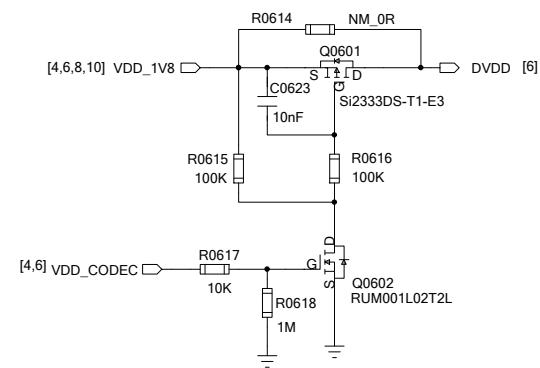 R0614 NM_0R
Q0601
[4,6,8,10] VDD_1V8
S D
DVDD [6]
G
C0623
10nF
Si2333DS-T1-E3
R0615
100K
R0616
100K
D
[4,6] VDD_CODEC
R0617
10K
G
S
Q0602
RUM001L02T2L
R0618
1M